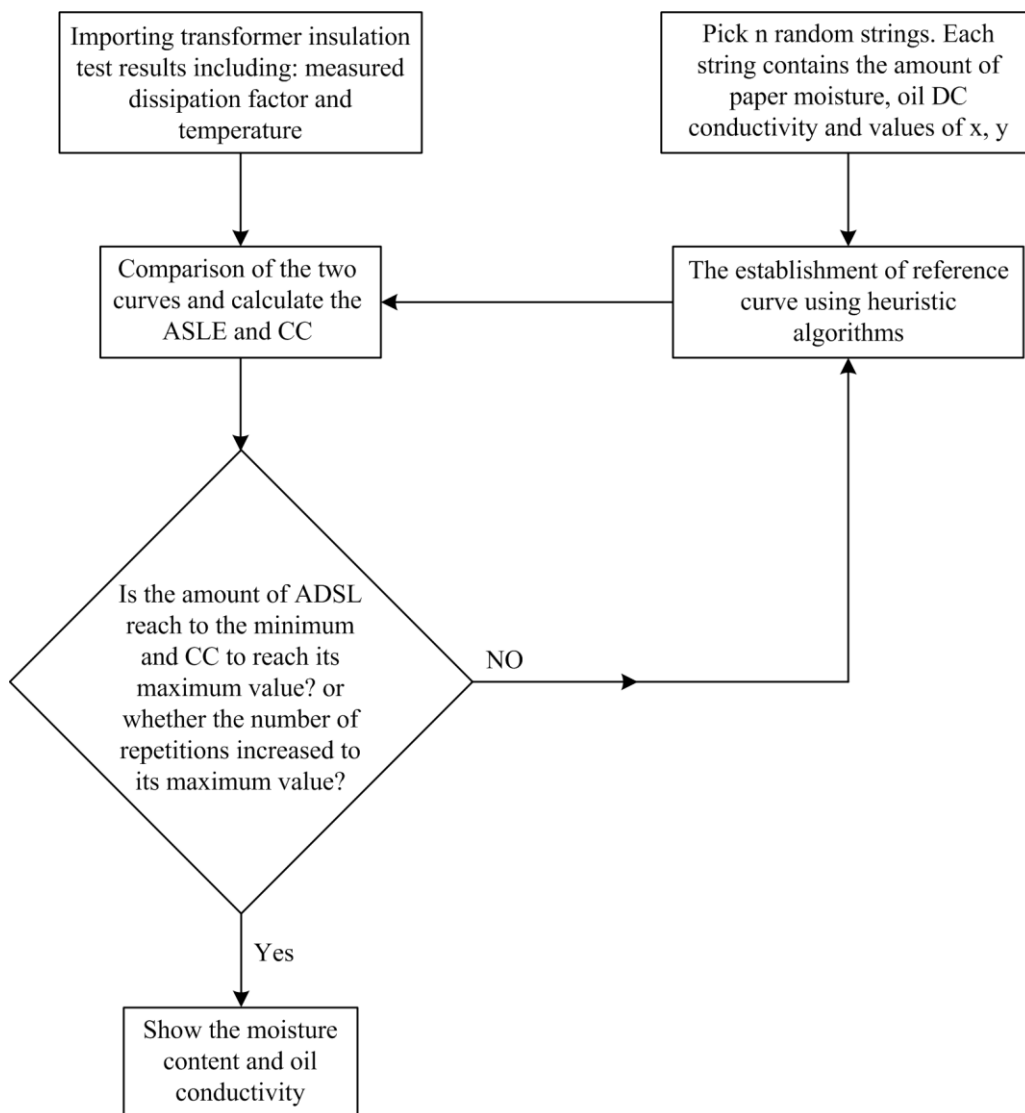 Importing transformer insulation
test results including: measured
dissipation factor and
temperature
Pick n random strings. Each
string contains the amount of
paper moisture, oil DC
conductivity and values of x, y
Comparison of the two
curves and calculate the
ASLE and CC
The establishment of reference
curve using heuristic
algorithms
Is the amount of ADSL
reach to the minimum
and CC to reach its
maximum value? or
whether the number of
repetitions increased to
its maximum value?
NO
Yes
Show the moisture
content and oil
conductivity